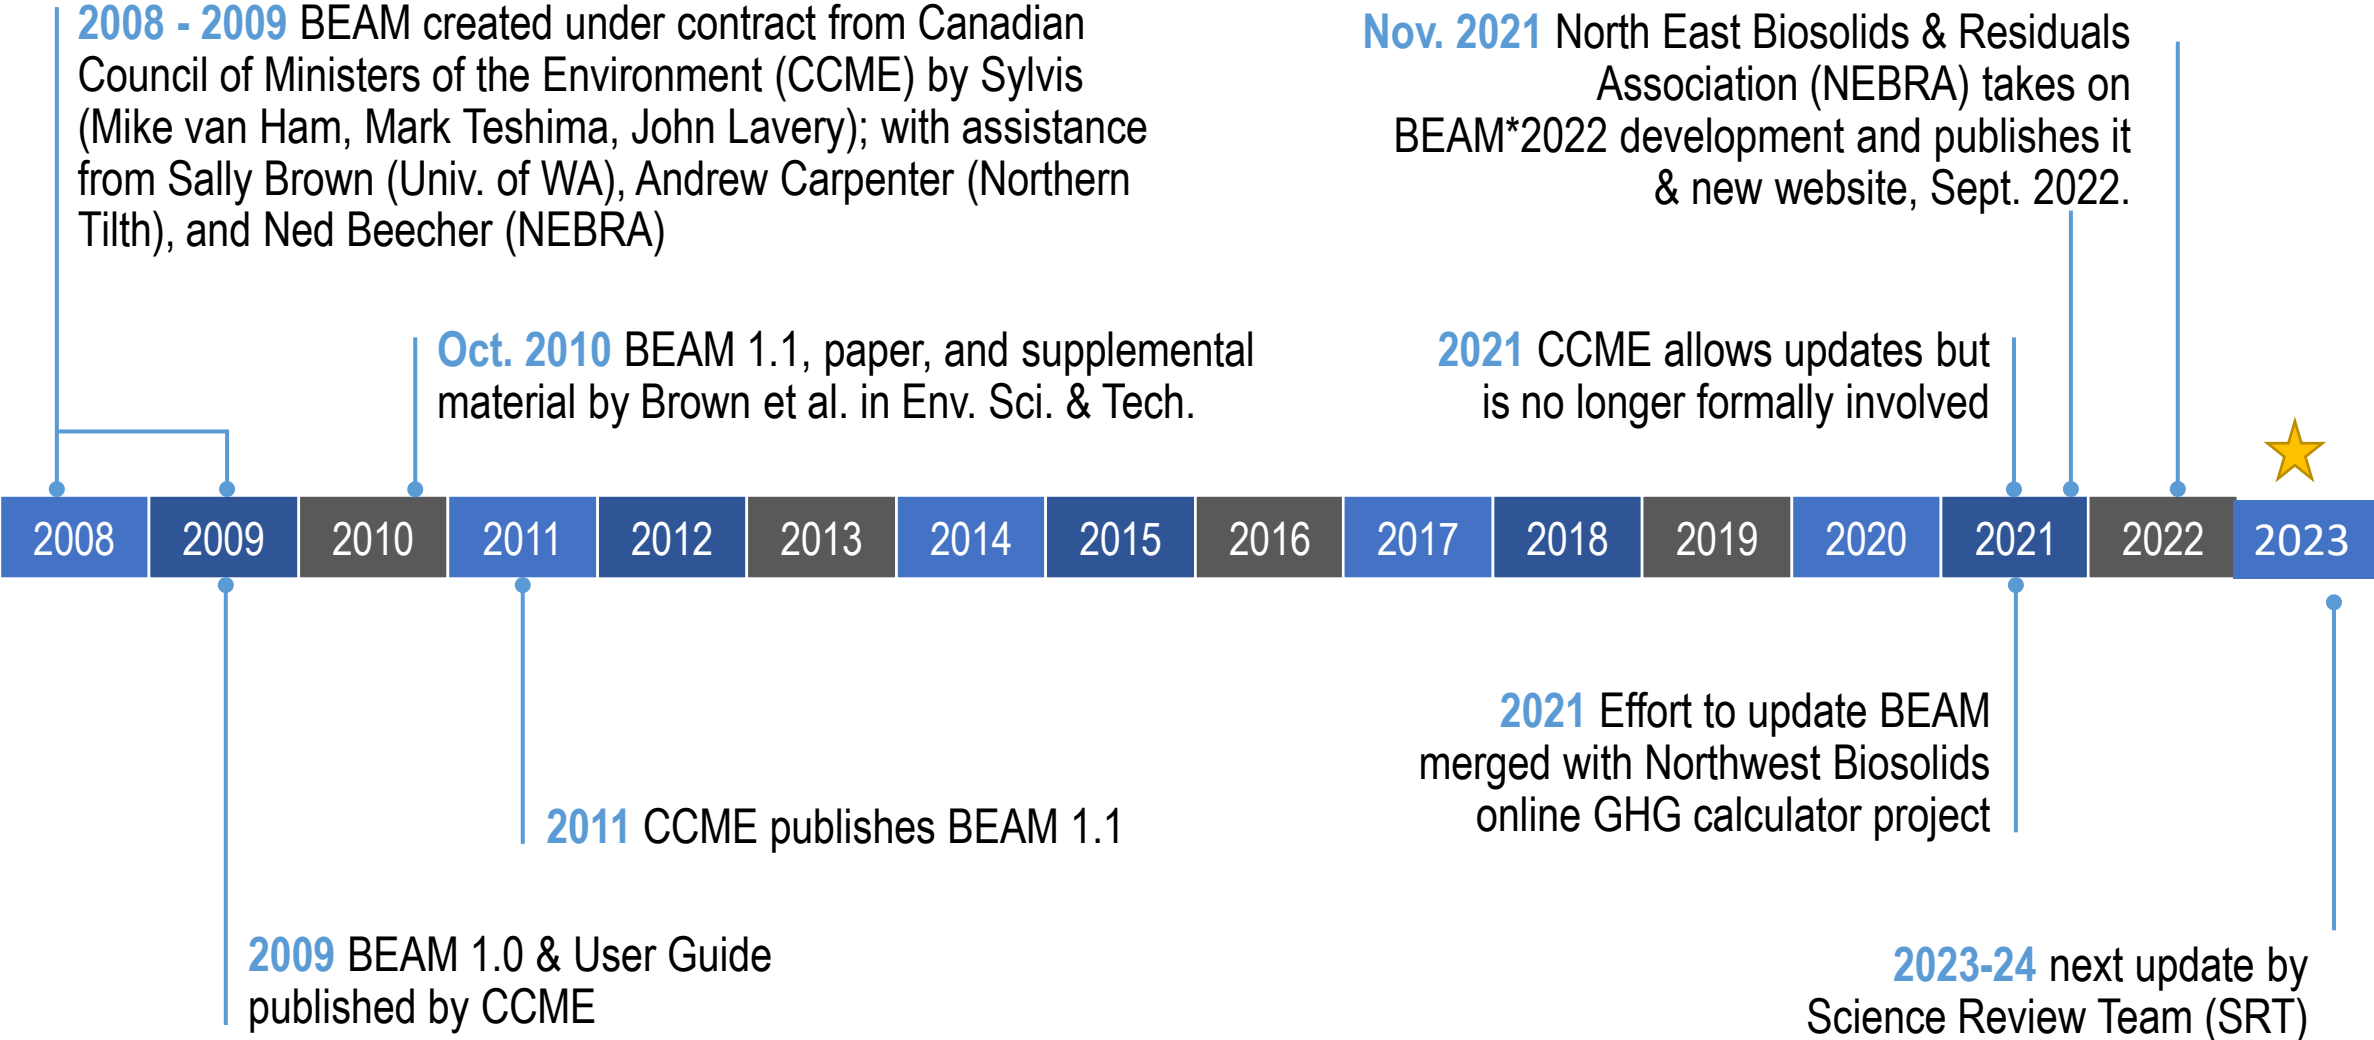 2008 - 2009 BEAM created under contract from Canadian
Council of Ministers of the Environment (CCME) by Sylvis
(Mike van Ham, Mark Teshima, John Lavery); with assistance
from Sally Brown (Univ. of WA), Andrew Carpenter (Northern
Tilth), and Ned Beecher (NEBRA)
Nov. 2021 North East Biosolids & Residuals
Association (NEBRA) takes on
BEAM*2022 development and publishes it
& new website, Sept. 2022.
Oct. 2010 BEAM 1.1, paper, and supplemental
material by Brown et al. in Env. Sci. & Tech.
2021 CCME allows updates but
is no longer formally involved
2008 2009 2010 2011 2012 2013 2014 2015 2016 2017 2018 2019 2020 2021 2022 2023
2021 Effort to update BEAM
merged with Northwest Biosolids
online GHG calculator project
2011 CCME publishes BEAM 1.1
2009 BEAM 1.0 & User Guide
published by CCME
2023-24 next update by
Science Review Team (SRT)